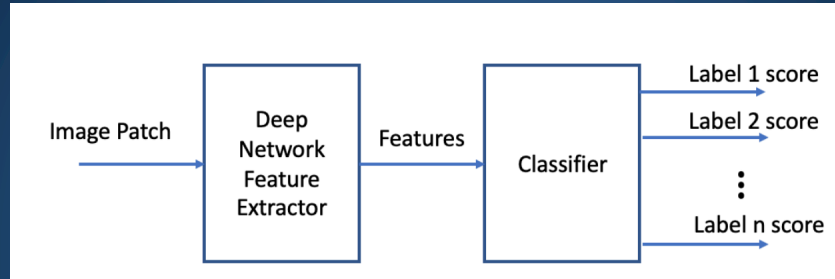 Image Patch
Deep
Network
Feature
Extractor
Features
Classifier
Label 1 score
Label 2 score
Label n score